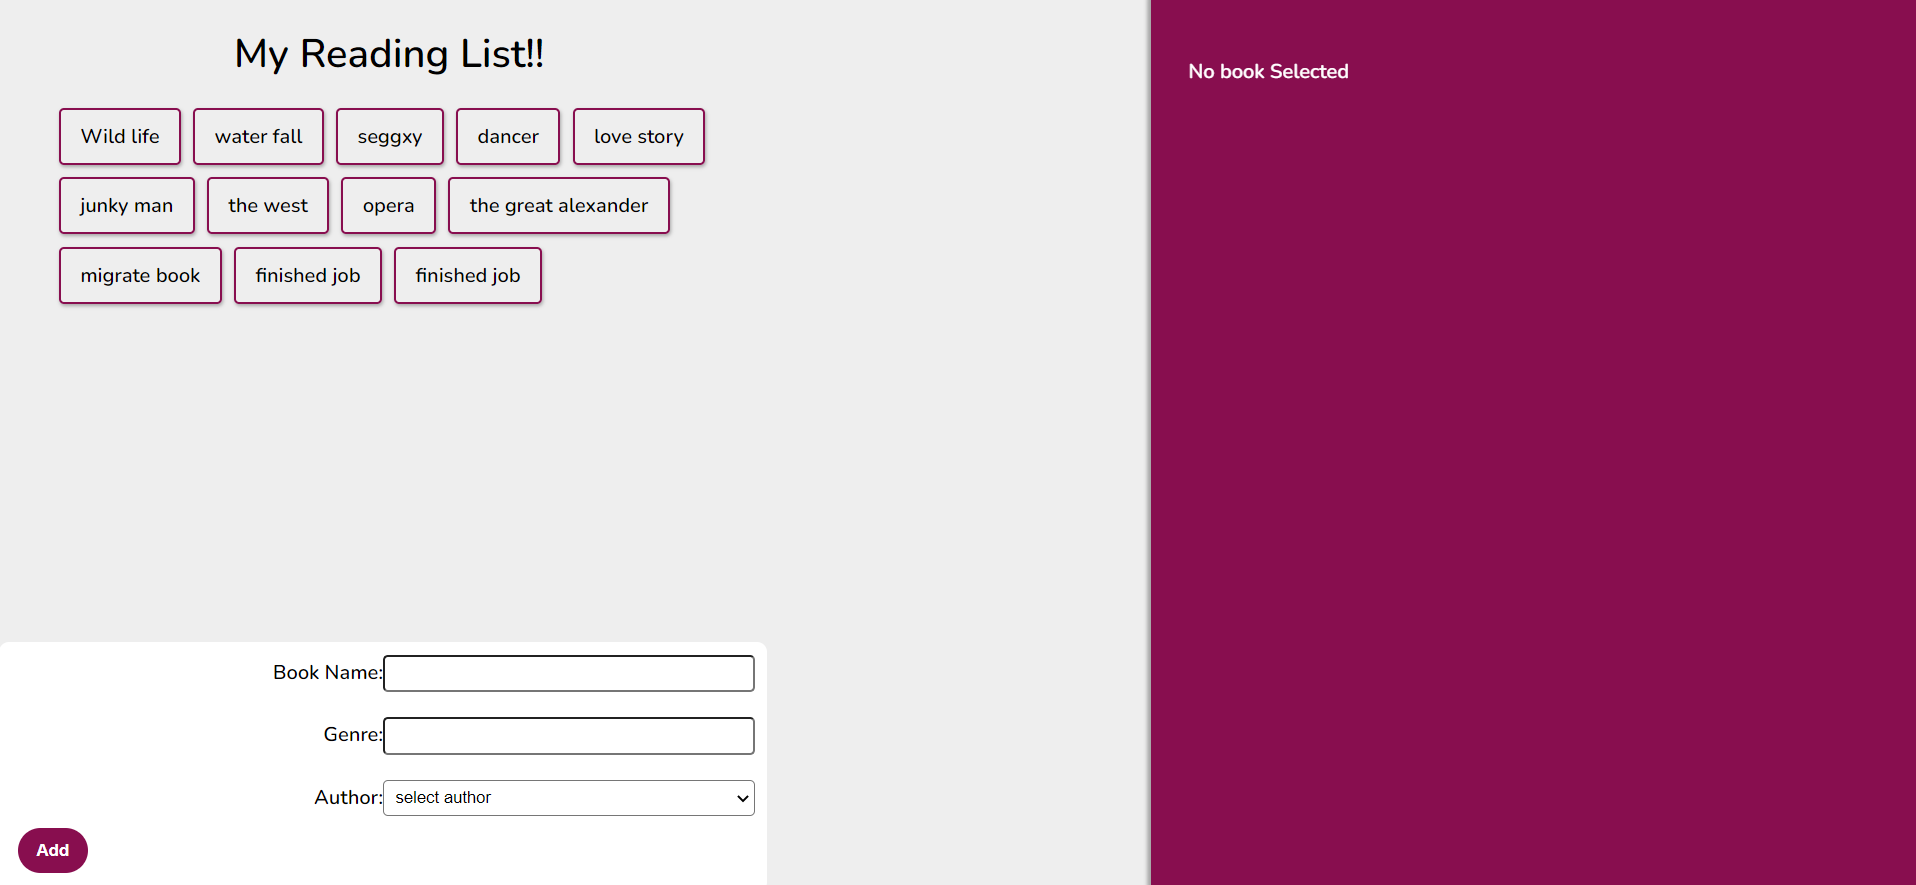 My Reading List!!
Wild life water fall seggxy dancer love story
junky man the west opera the great alexander
migrate book finished job finished job
Book Name:
Genre:
Author: select author
Add
No book Selected